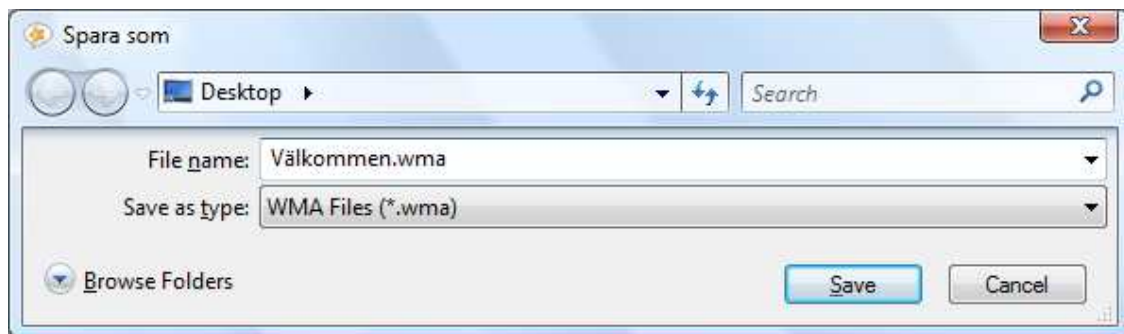 Spara som
Desktop
Search
File name: Välkommen.wma
Save as type: WMA Files (*.wma)
Browse Folders Save Cancel